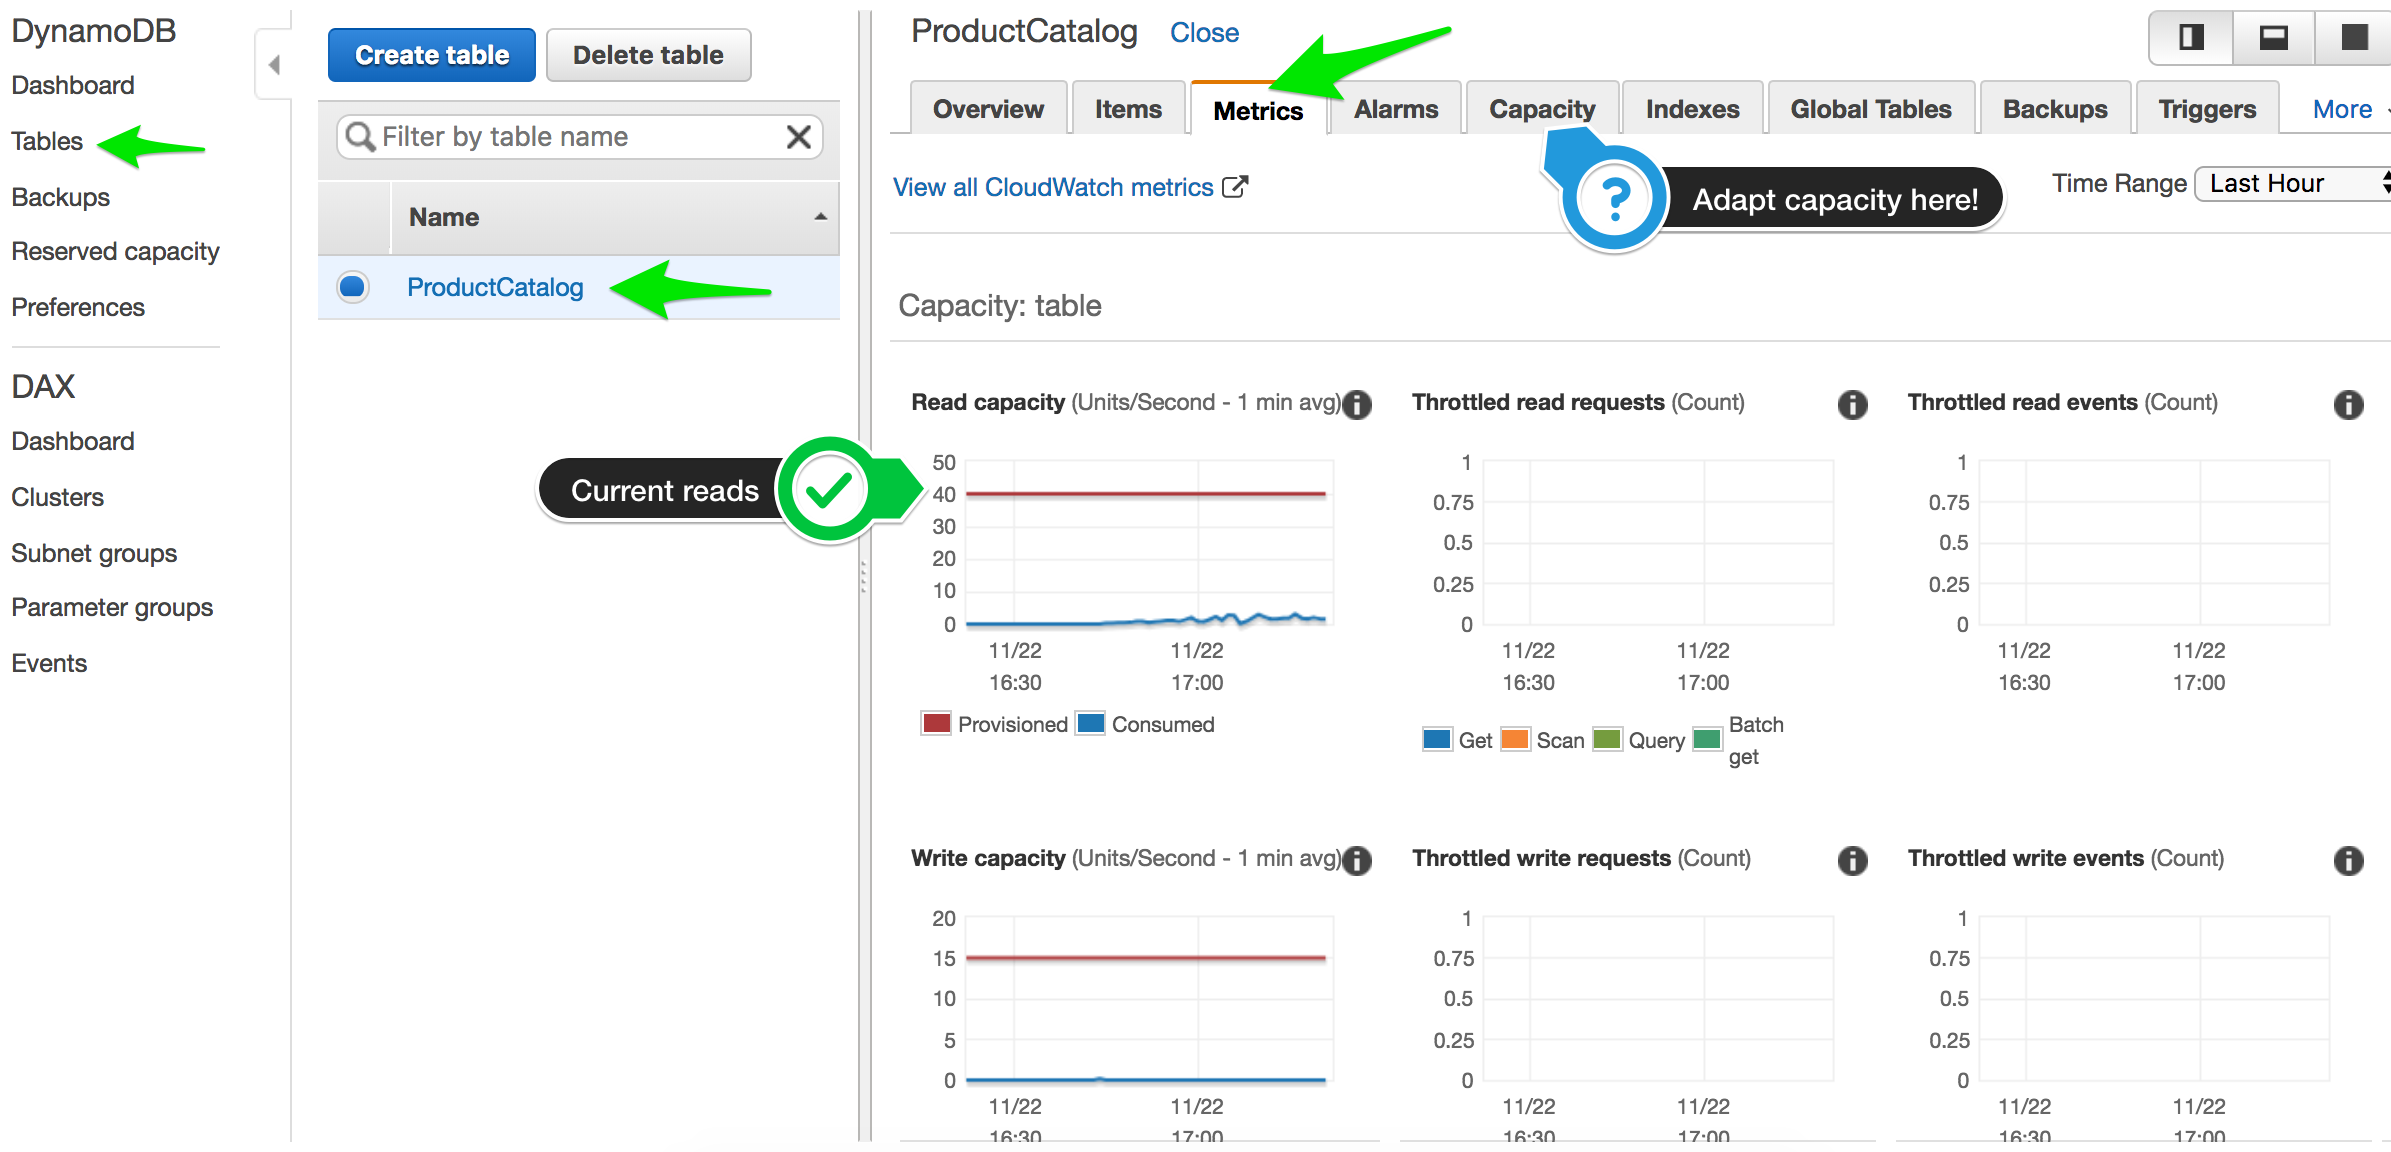 DynamoDB
Dashboard
Tables
Backups
Reserved capacity
Preferences
DAX
Dashboard
Clusters
Subnet groups
Parameter groups
Events
Create table
Delete table
Filter by table name
Name
ProductCatalog
Current reads
ProductCatalog Close
Overview Items Metrics Alarms Capacity Indexes Global Tables Backups Triggers More
View all CloudWatch metrics
? Adapt capacity here!
Time Range Last Hour
Capacity: table
Read capacity (Units/Second - 1 min avg)
50
40
30
20
10
0
11/22 11/22
16:30 17:00
Provisioned Consumed
Throttled read requests (Count)
1
0.75
0.5
0.25
0
11/22 11/22
16:30 17:00
Get Scan Query Batch get
Throttled read events (Count)
1
0.75
0.5
0.25
0
11/22 11/22
16:30 17:00
Write capacity (Units/Second - 1 min avg)
20
15
10
5
0
11/22 11/22
16:30 17:00
Throttled write requests (Count)
1
0.75
0.5
0.25
0
11/22 11/22
16:30 17:00
Throttled write events (Count)
1
0.75
0.5
0.25
0
11/22 11/22
16:30 17:00